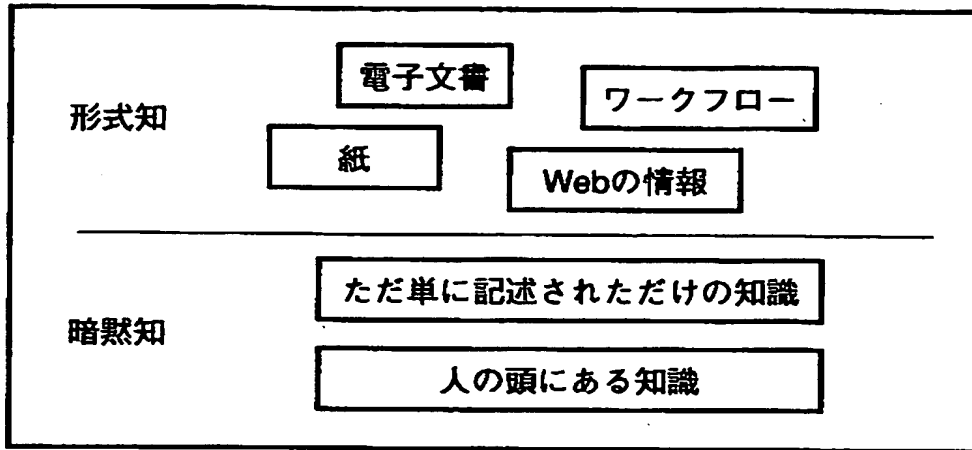 電子文書
ワークフロー
形式知
紙
Webの情報
ただ単に記述されただけの知識
暗黙知
人の頭にある知識